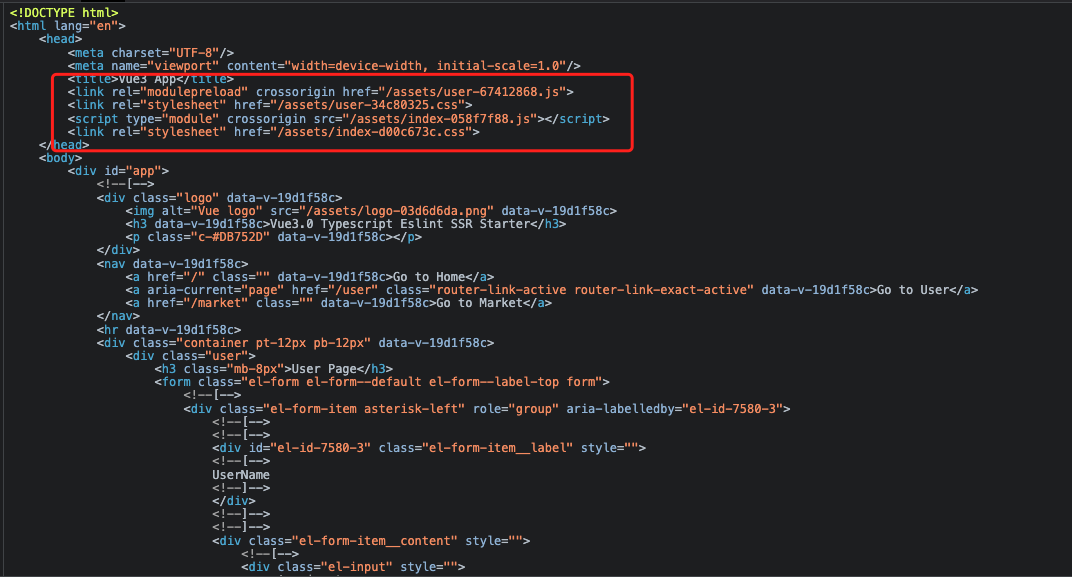 <!DOCTYPE html>
<html lang="en">
<head>
<meta charset="UTF-8"/>
<meta name="viewport" content="width=device-width, initial-scale=1.0"/>
<title>Vue3 App</title>
<link rel="modulepreload" crossorigin href="/assets/user-67412868.js">
<link rel="stylesheet" href="/assets/user-34c80325.css">
<script type="module" crossorigin src="/assets/index-058f7f88.js"></script>
<link rel="stylesheet" href="/assets/index-d00c673c.css">
</head>
<body>
<div id="app">
<!--[-->
<div class="logo" data-v-19d1f58c>
<img alt="Vue logo" src="/assets/logo-03d6d6da.png" data-v-19d1f58c>
<h3 data-v-19d1f58c>Vue3.0 Typescript Eslint SSR Starter</h3>
<p class="c-#DB752D" data-v-19d1f58c></p>
</div>
<nav data-v-19d1f58c>
<a href="/" class="" data-v-19d1f58c>Go to Home</a>
<a aria-current="page" href="/user" class="router-link-active router-link-exact-active" data-v-19d1f58c>Go to User</a>
<a href="/market" class="" data-v-19d1f58c>Go to Market</a>
</nav>
<hr data-v-19d1f58c>
<div class="container pt-12px pb-12px" data-v-19d1f58c>
<div class="user">
<h3 class="mb-8px">User Page</h3>
<form class="el-form el-form--default el-form--label-top form">
<!--[-->
<div class="el-form-item asterisk-left" role="group" aria-labelledby="el-id-7580-3">
<!--[-->
<!--[-->
<div id="el-id-7580-3" class="el-form-item__label" style="">
<!--[-->
UserName
<!--]-->
</div>
<!--]-->
<!--]-->
<div class="el-form-item__content" style="">
<!--[-->
<div class="el-input" style="">